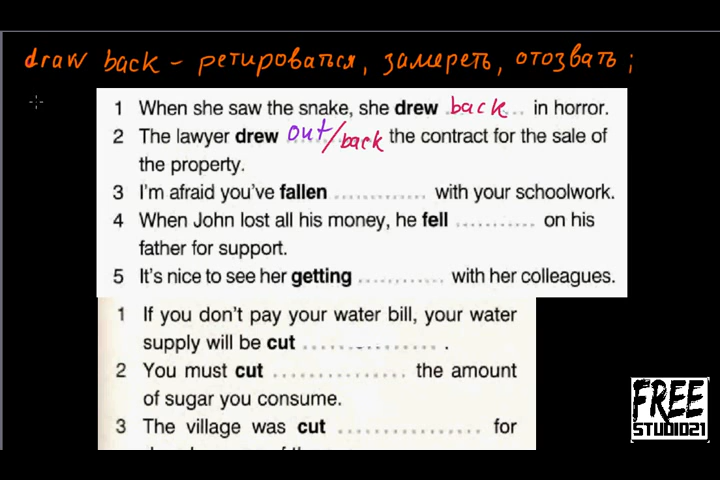 draw back - ретироваться, замереть, отозвать;
1 When she saw the snake, she drew back in horror.
2 The lawyer drew out/back the contract for the sale of
the property.
3 I'm afraid you've fallen ............ with your schoolwork.
4 When John lost all his money, he fell ............ on his
father for support.
5 It's nice to see her getting ............ with her colleagues.
1 If you don't pay your water bill, your water
supply will be cut ................ .
2 You must cut ................ the amount
of sugar you consume.
3 The village was cut ................ for
FREE
STUDIO21